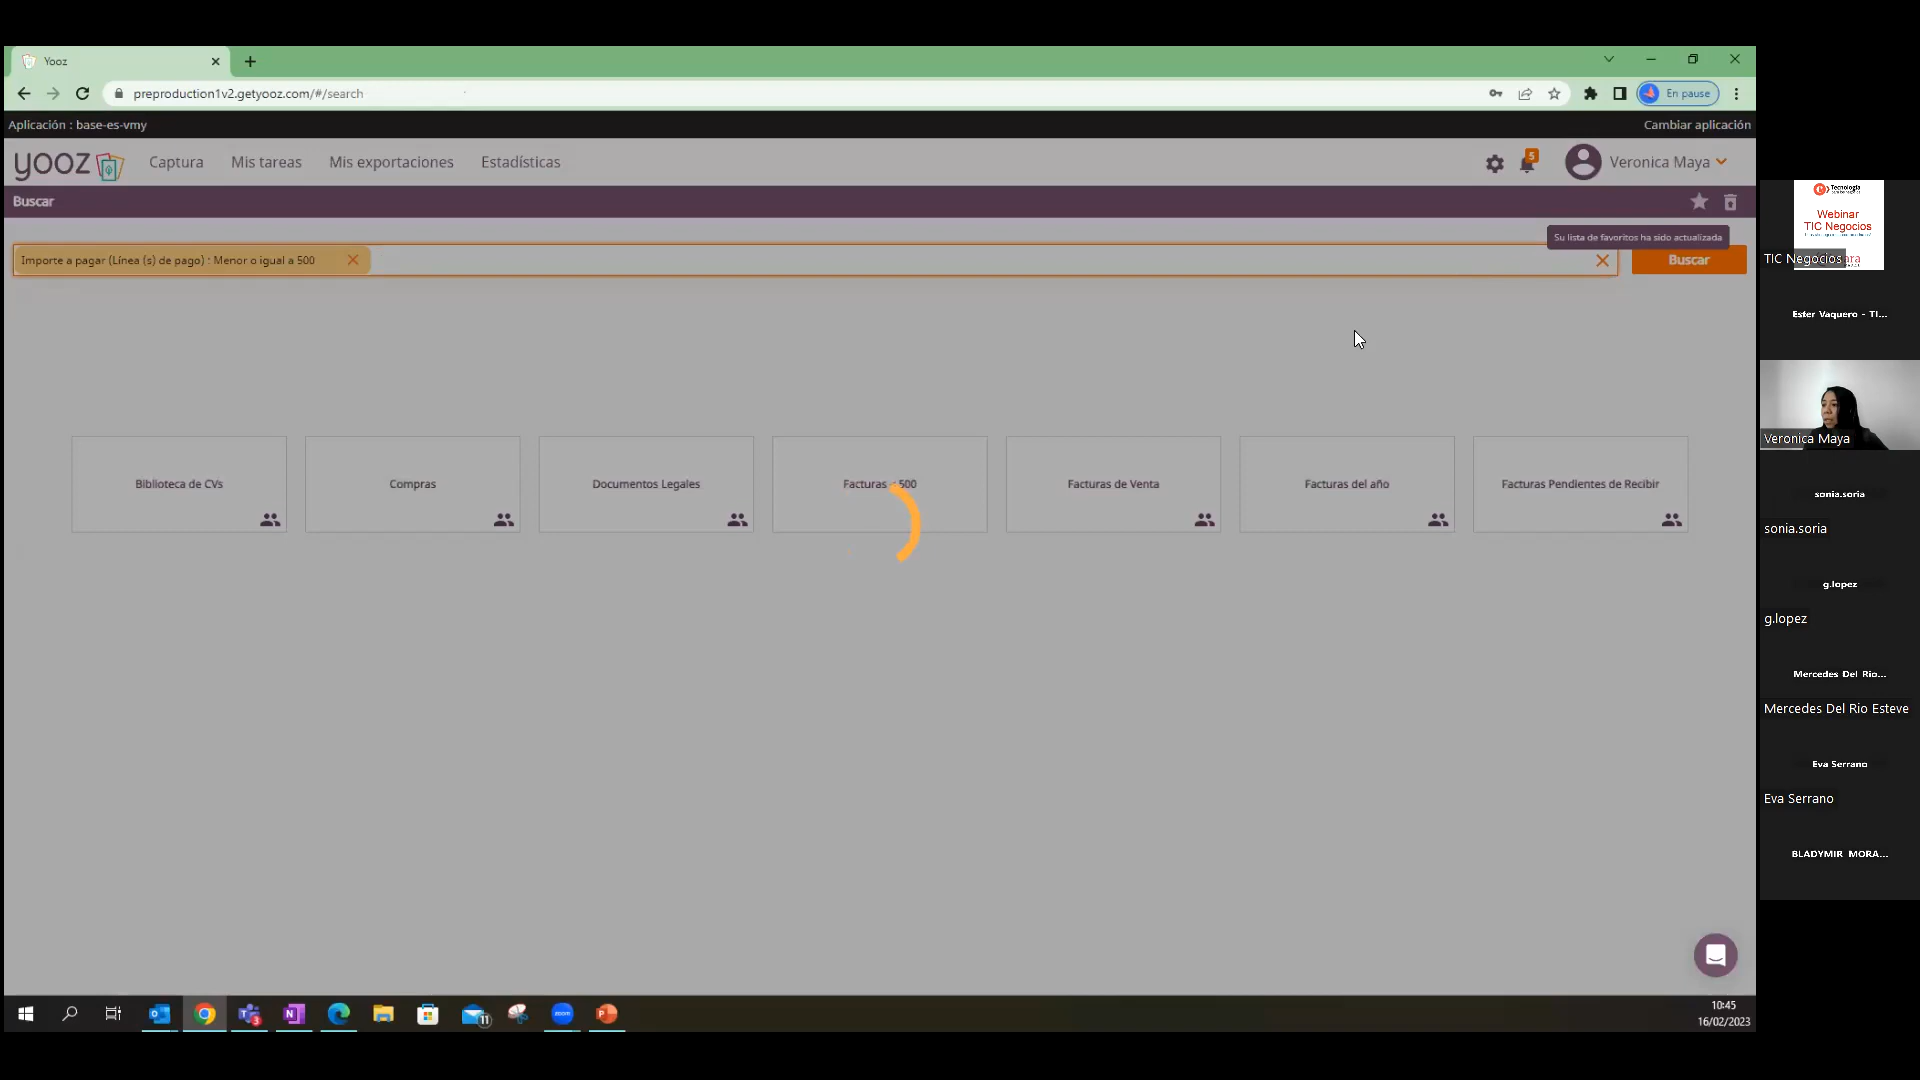 Yooz
preproduction1v2.getyooz.com/#/search
En pause
Aplicación : base-es-vmy
Cambiar aplicación
yooz
Captura
Mis tareas
Mis exportaciones
Estadísticas
5
Veronica Maya
Buscar
Su lista de favoritos ha sido actualizada
Importe a pagar (Línea (s) de pago) : Menor o igual a 500
Buscar
Biblioteca de CVs
Compras
Documentos Legales
Facturas 500
Facturas de Venta
Facturas del año
Facturas Pendientes de Recibir
Tecnología
Webinar
TIC Negocios
TIC Negocios
Ester Vaquero - TI...
Veronica Maya
sonia.soria
sonia.soria
g.lopez
g.lopez
Mercedes Del Rio...
Mercedes Del Rio Esteve
Eva Serrano
Eva Serrano
BLADYMIR MORA...
3
11
zoom
10:45
16/02/2023